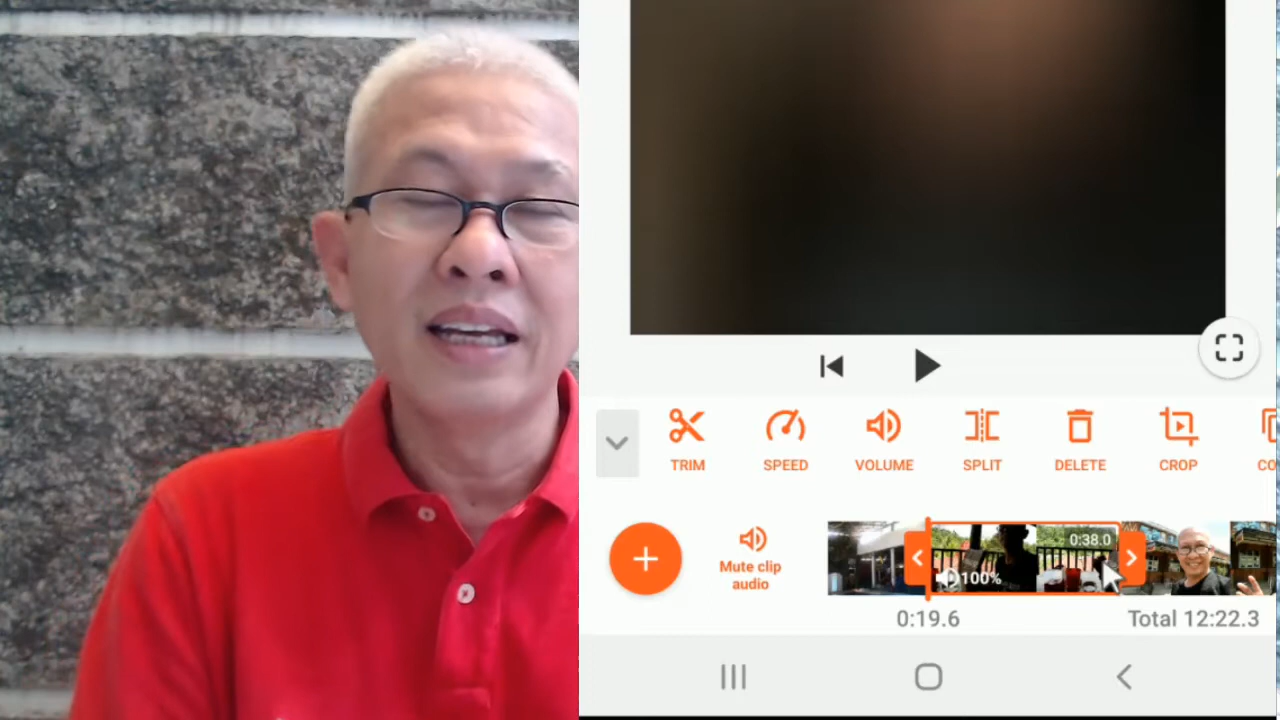 TRIM
SPEED
VOLUME
SPLIT
DELETE
CROP
CO
Mute clip
audio
0:38.0
100%
0:19.6
Total 12:22.3